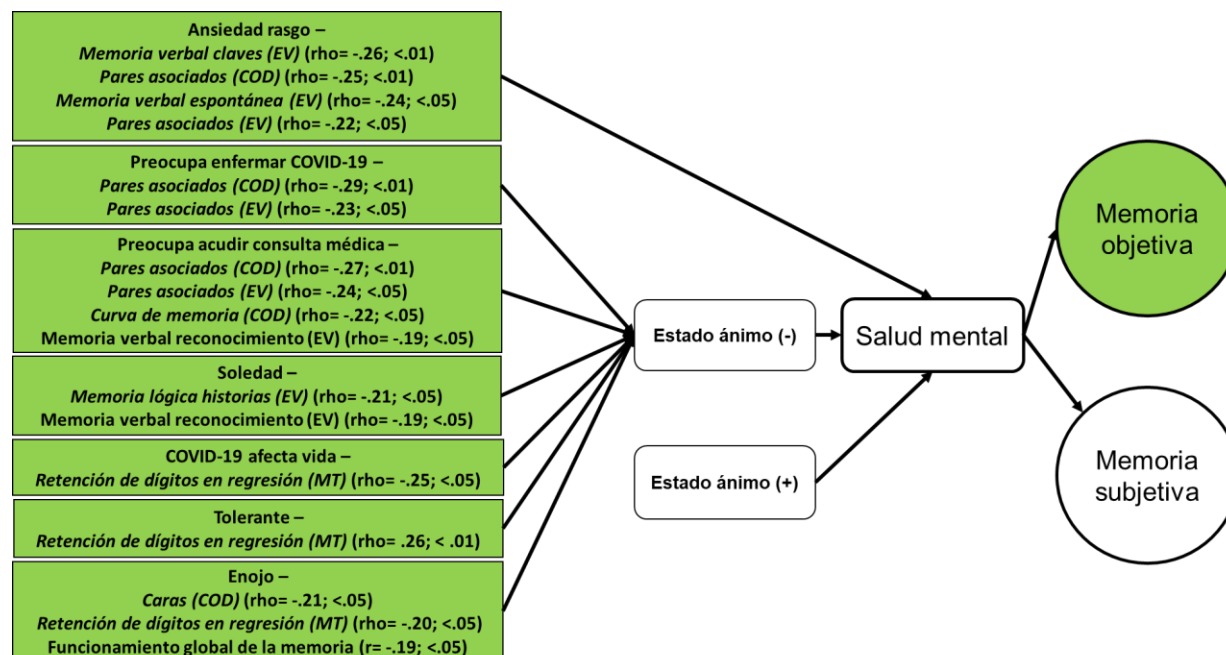 Ansiedad rasgo –
Memoria verbal claves (EV) (rho= -.26; <.01)
Pares asociados (COD) (rho= -.25; <.01)
Memoria verbal espontánea (EV) (rho= -.24; <.05)
Pares asociados (EV) (rho= -.22; <.05)
Preocupa enfermar COVID-19 –
Pares asociados (COD) (rho= -.29; <.01)
Pares asociados (EV) (rho= -.23; <.05)
Preocupa acudir consulta médica –
Pares asociados (COD) (rho= -.27; <.01)
Pares asociados (EV) (rho= -.24; <.05)
Curva de memoria (COD) (rho= -.22; <.05)
Memoria verbal reconocimiento (EV) (rho= -.19; <.05)
Soledad –
Memoria lógica historias (EV) (rho= -.21; <.05)
Memoria verbal reconocimiento (EV) (rho= -.19; <.05)
COVID-19 afecta vida –
Retención de dígitos en regresión (MT) (rho= -.25; <.05)
Tolerante –
Retención de dígitos en regresión (MT) (rho= .26; < .01)
Enojo –
Caras (COD) (rho= -.21; <.05)
Retención de dígitos en regresión (MT) (rho= -.20; <.05)
Funcionamiento global de la memoria (r= -.19; <.05)
Estado ánimo (-)
Estado ánimo (+)
Salud mental
Memoria
objetiva
Memoria
subjetiva